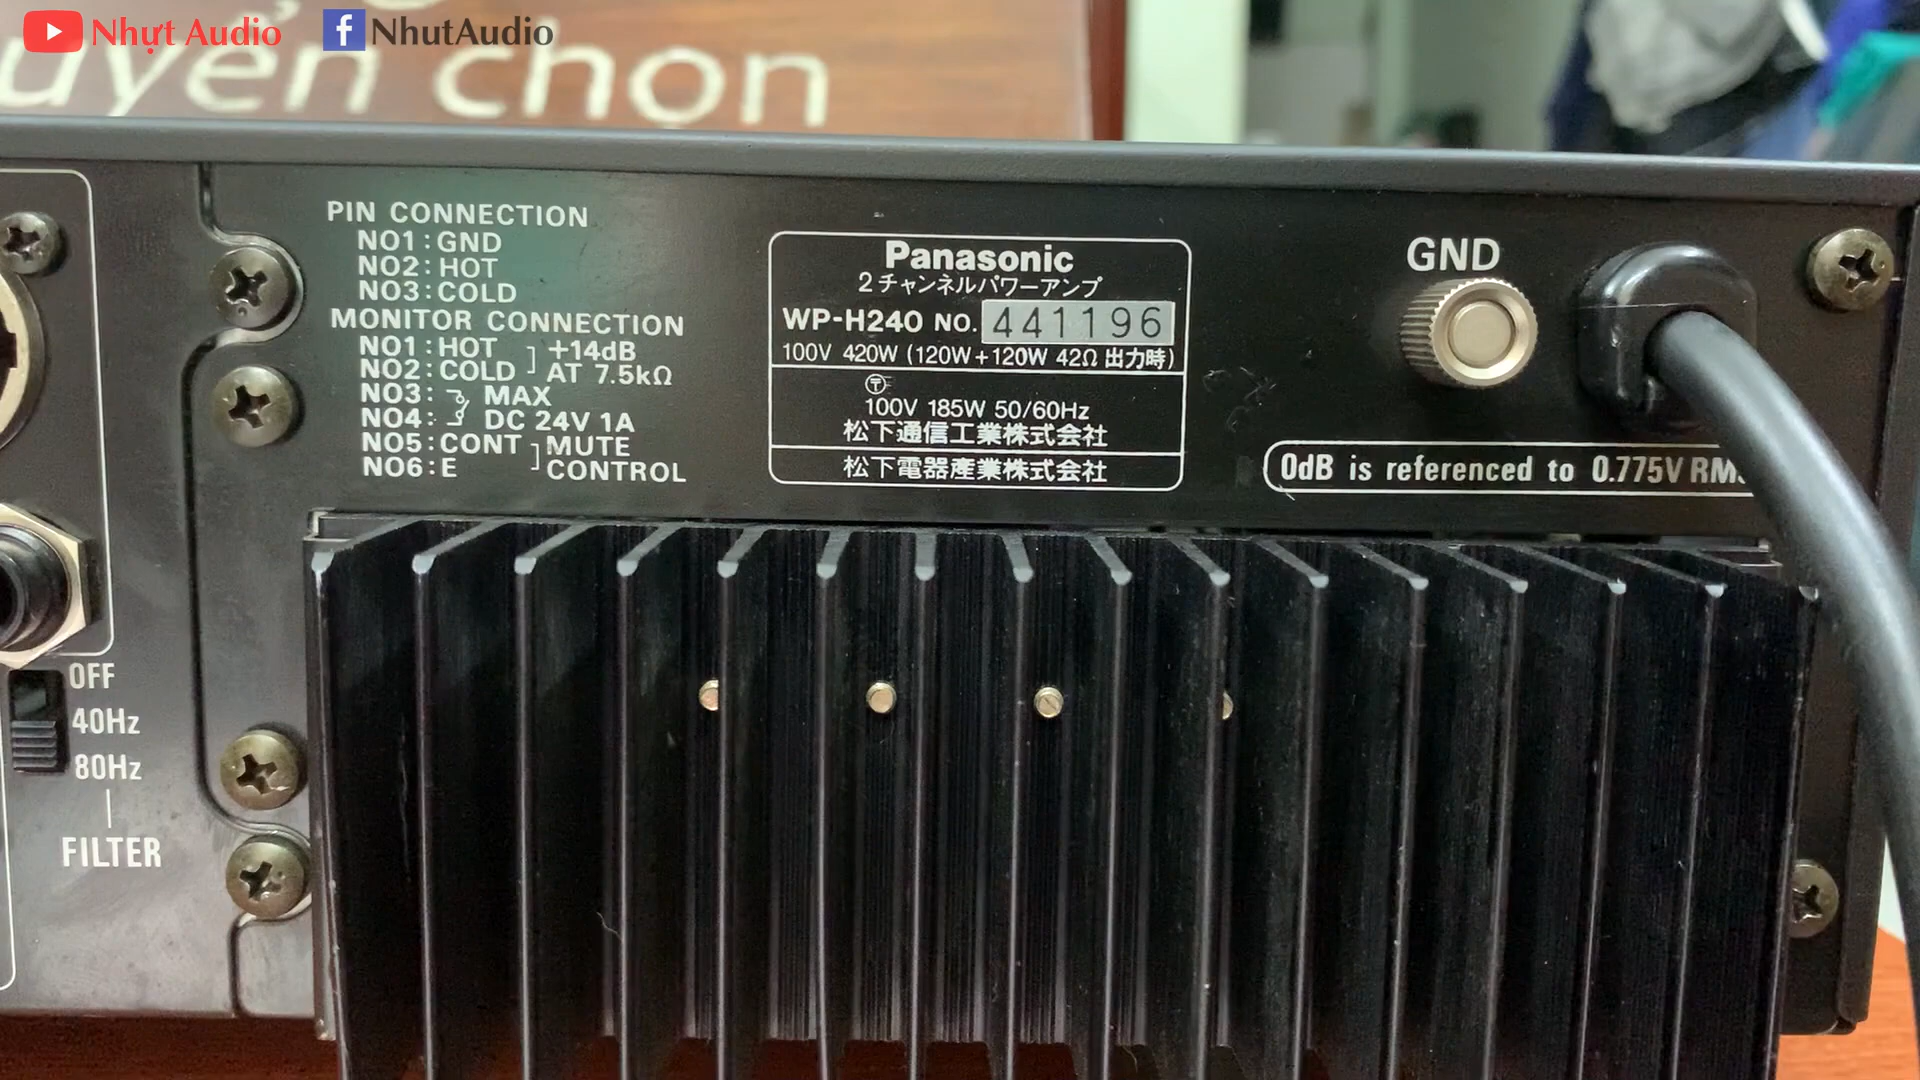 Nhựt Audio
NhutAudio
chọn
PIN CONNECTION
NO1:GND
NO2:HOT
NO3:COLD
MONITOR CONNECTION
NO1:HOT +14dB
NO2:COLD AT 7.5kΩ
NO3: MAX
NO4: DC 24V 1A
NO5:CONT MUTE
NO6:E CONTROL
Panasonic
2チャンネルパワーアンプ
WP-H240 NO. 441196
100V 420W (120W+120W 42Ω 出力時)
〒
100V 185W 50/60Hz
松下通信工業株式会社
松下電器産業株式会社
GND
0dB is referenced to 0.775V
OFF
40Hz
80Hz
FILTER